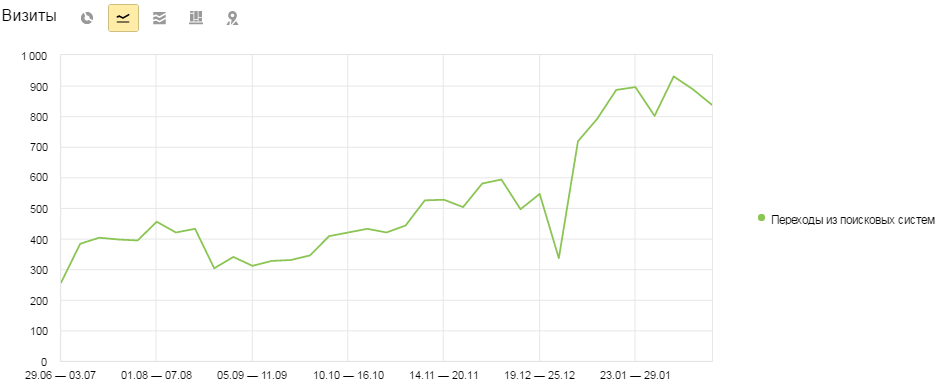 Визиты
1 000
900
800
700
600
500
400
300
200
100
0
29.06 — 03.07
01.08 — 07.08
05.09 — 11.09
10.10 — 16.10
14.11 — 20.11
19.12 — 25.12
23.01 — 29.01
Переходы из поисковых систем